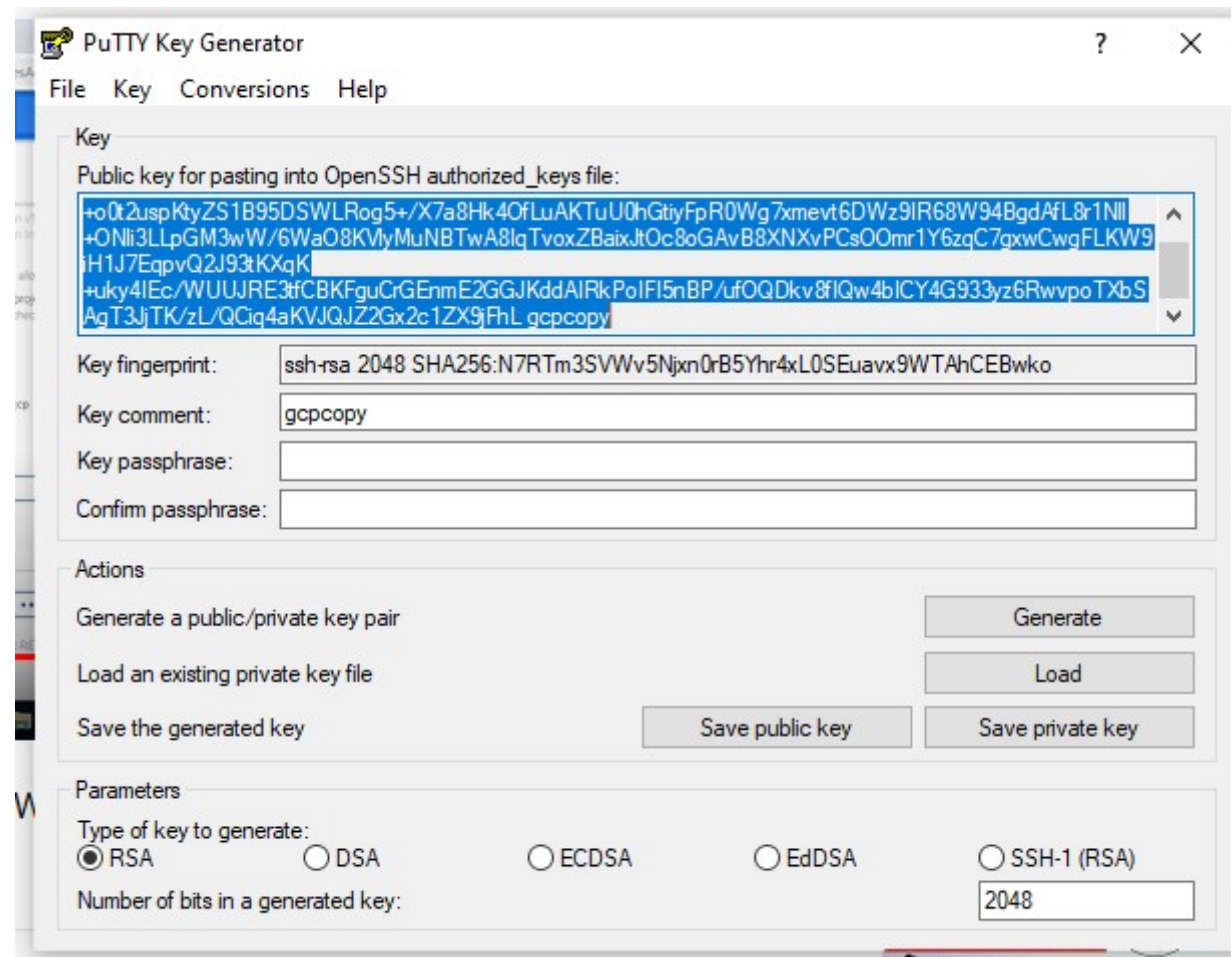 PuTTY Key Generator
? ×
File Key Conversions Help
Key
Public key for pasting into OpenSSH authorized_keys file:
+o0t2uspKtyZS1B95DSWLRog5+/X7a8Hk4OfLuAKTuU0hGtiyFpR0Wg7xmevt6DWz9IR68W94BgdAfL8r1NlI
+ONli3LLpGM3wW/6WaO8KVlyMuNBTwA8IqTvoxZBaixJtOc8oGAvB8XNXvPCsOOmr1Y6zqC7gxwCwgFLKW9
iH1J7EqpvQ2J93tKXqK
+uky4IEc/WUUJRE3tfCBKFguCrGEnmE2GGJKddAIRkPoIFI5nBP/ufOQDkv8flQw4bICY4G933yz6RwvpoTXbS
AgT3JjTK/zL/QCiq4aKVJQJZ2Gx2c1ZX9jFhL gcpcopy
Key fingerprint: ssh-rsa 2048 SHA256:N7RTm3SVWv5Njxn0rB5Yhr4xL0SEuavx9WTAhCEBwko
Key comment: gcpcopy
Key passphrase:
Confirm passphrase:
Actions
Generate a public/private key pair Generate
Load an existing private key file Load
Save the generated key Save public key Save private key
Parameters
Type of key to generate:
RSA DSA ECDSA EdDSA SSH-1 (RSA)
Number of bits in a generated key: 2048